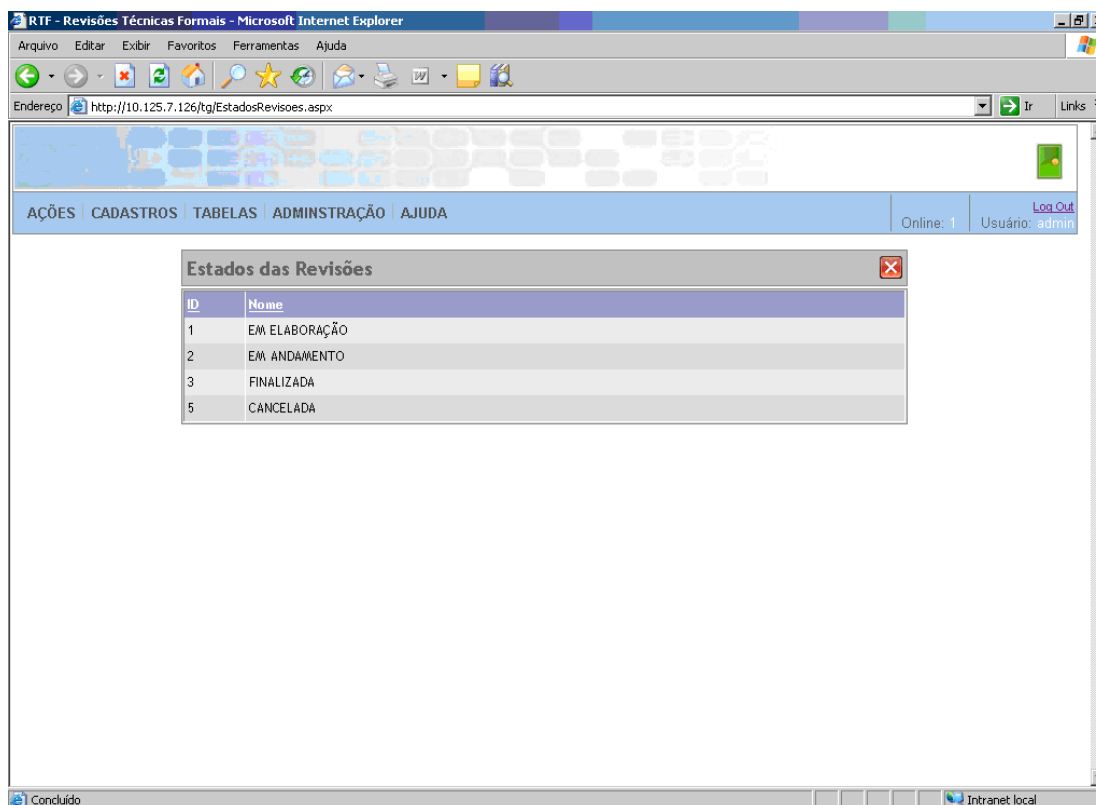 RTF - Revisões Técnicas Formais - Microsoft Internet Explorer
Arquivo Editar Exibir Favoritos Ferramentas Ajuda
Endereço http://10.125.7.126/tg/EstadosRevisoes.aspx Ir Links
AÇÕES CADASTROS TABELAS ADMINSTRAÇÃO AJUDA
Online: 1
Log Out
Usuário: admin
Estados das Revisões
ID Nome
1 EM ELABORAÇÃO
2 EM ANDAMENTO
3 FINALIZADA
5 CANCELADA
Concluído Intranet local